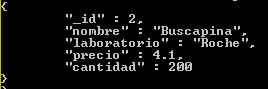 {
"_id" : 2,
"nombre" : "Buscapina",
"laboratorio" : "Roche",
"precio" : 4.1,
"cantidad" : 200
}